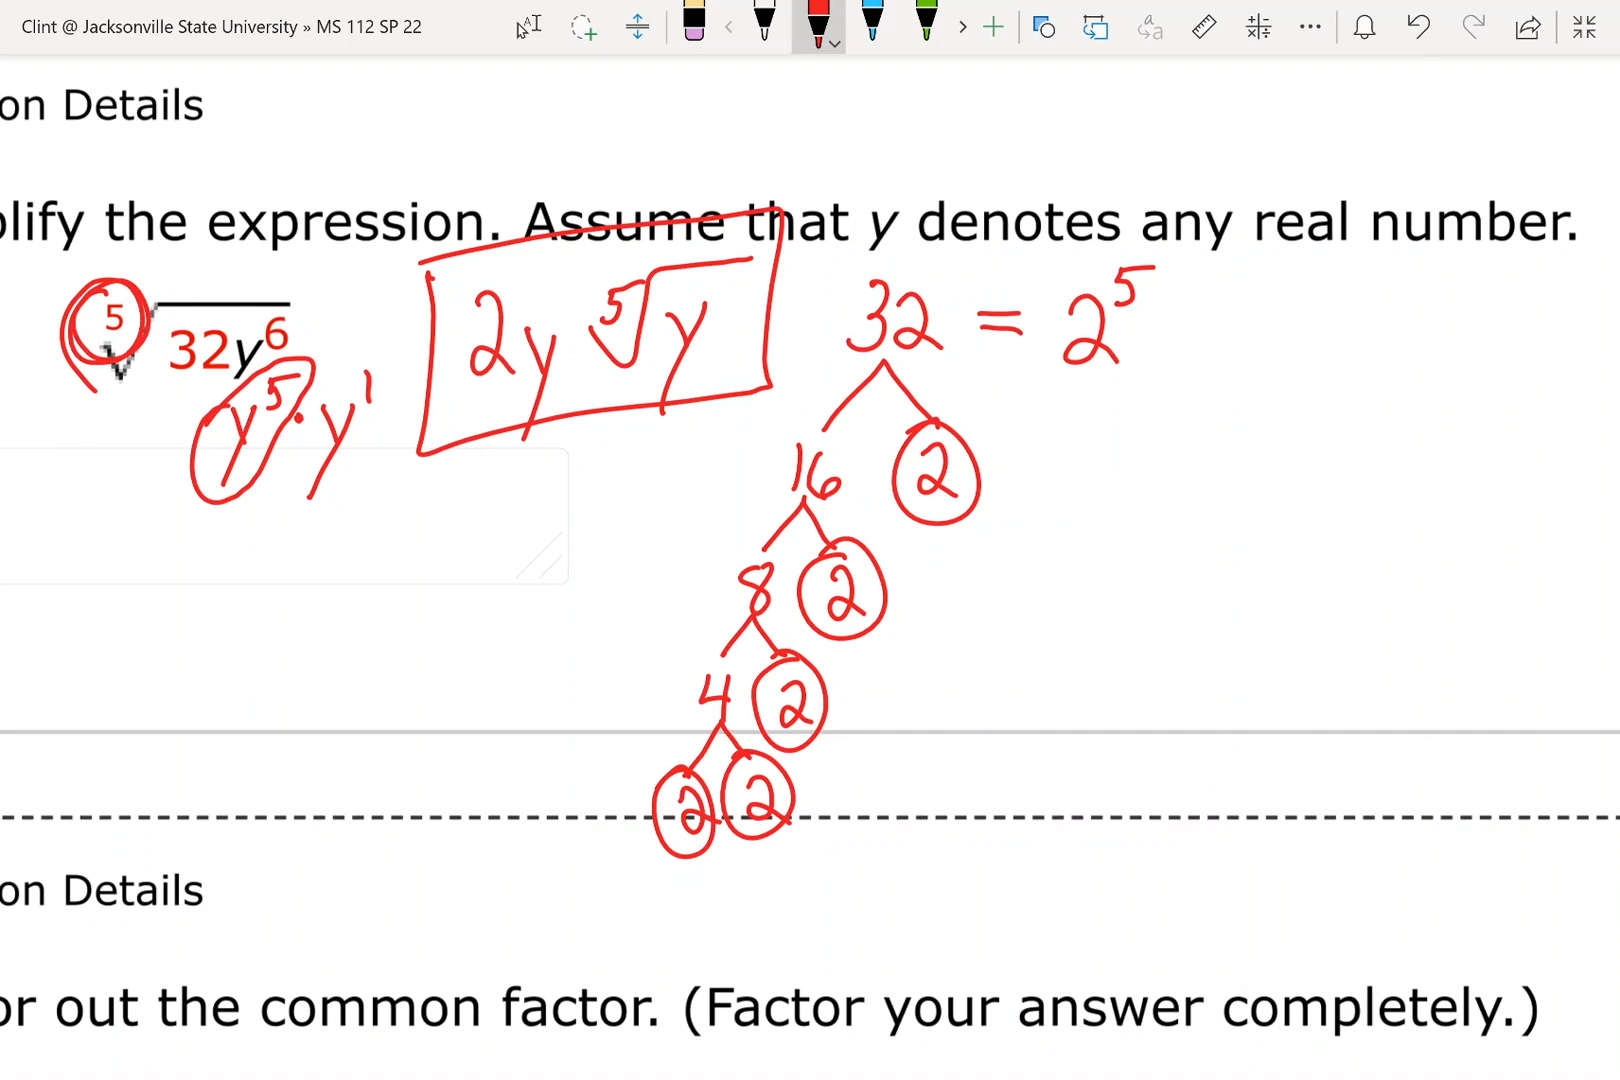 Clint @ Jacksonville State University » MS 112 SP 22
on Details
plify the expression. Assume that y denotes any real number.
5√32y6
y5 · y1
2y 5√y
32 = 25
16 2
8 2
4 2
2 2
on Details
or out the common factor. (Factor your answer completely.)